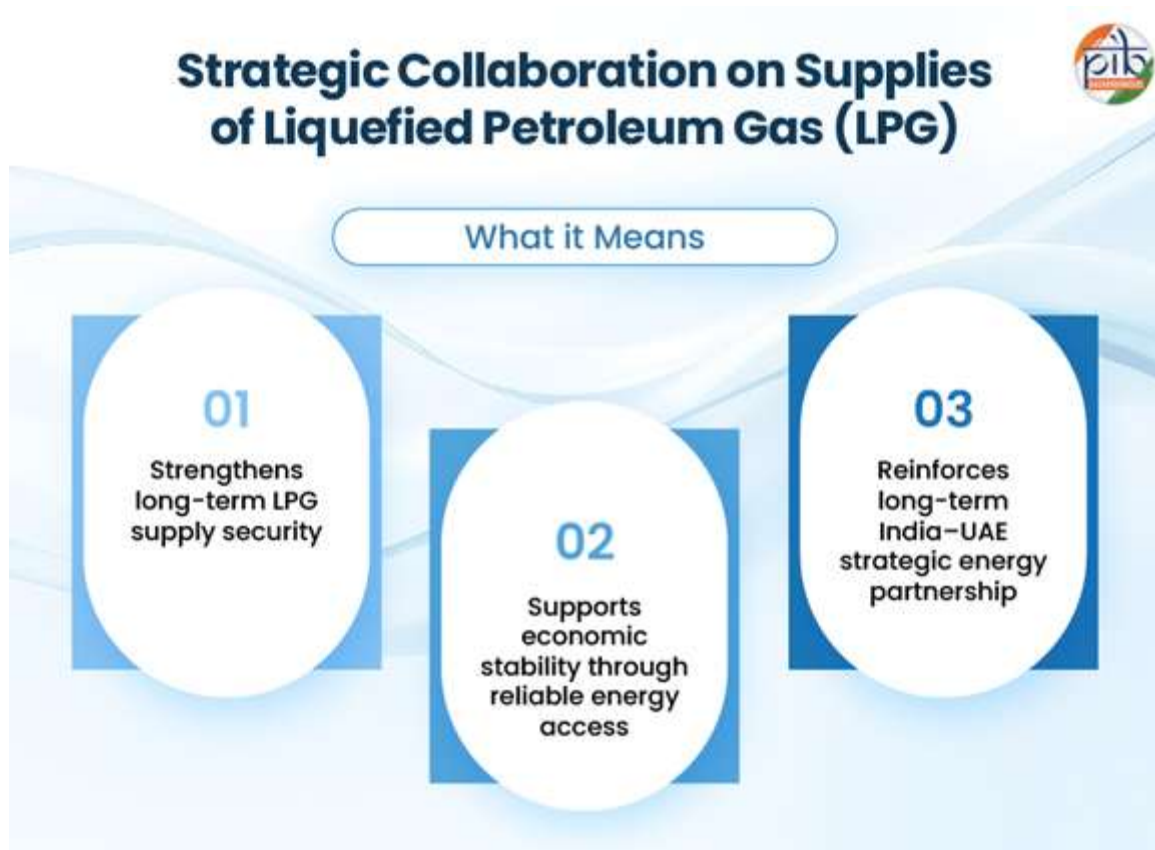 Strategic Collaboration on Supplies
of Liquefied Petroleum Gas (LPG)
pib
What it Means
01
Strengthens
long-term LPG
supply security
02
Supports
economic
stability through
reliable energy
access
03
Reinforces
long-term
India–UAE
strategic energy
partnership